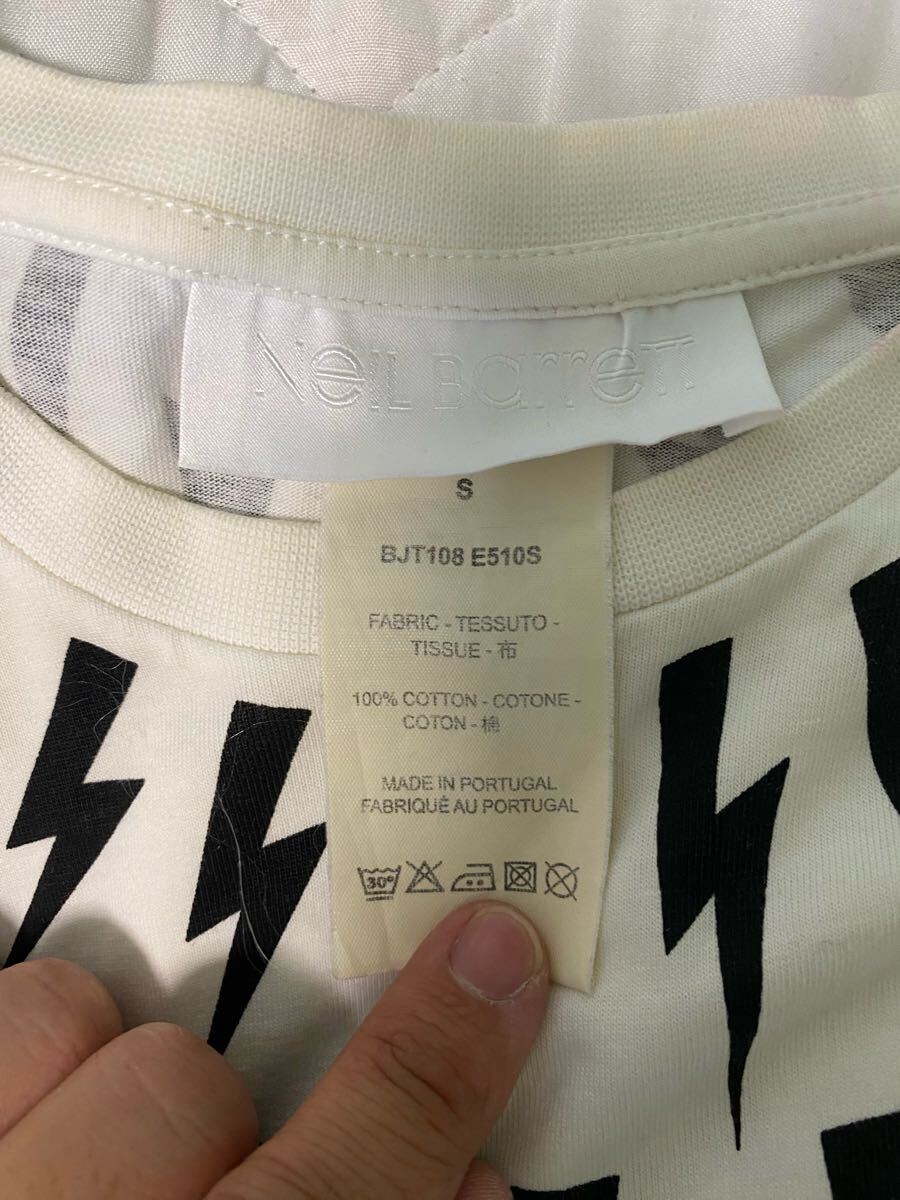 NeiL Barrett
S
BJT108 E510S
FABRIC - TESSUTO -
TISSUE - 布
100% COTTON - COTONE -
COTON - 棉
MADE IN PORTUGAL
FABRIQUÉ AU PORTUGAL
30°